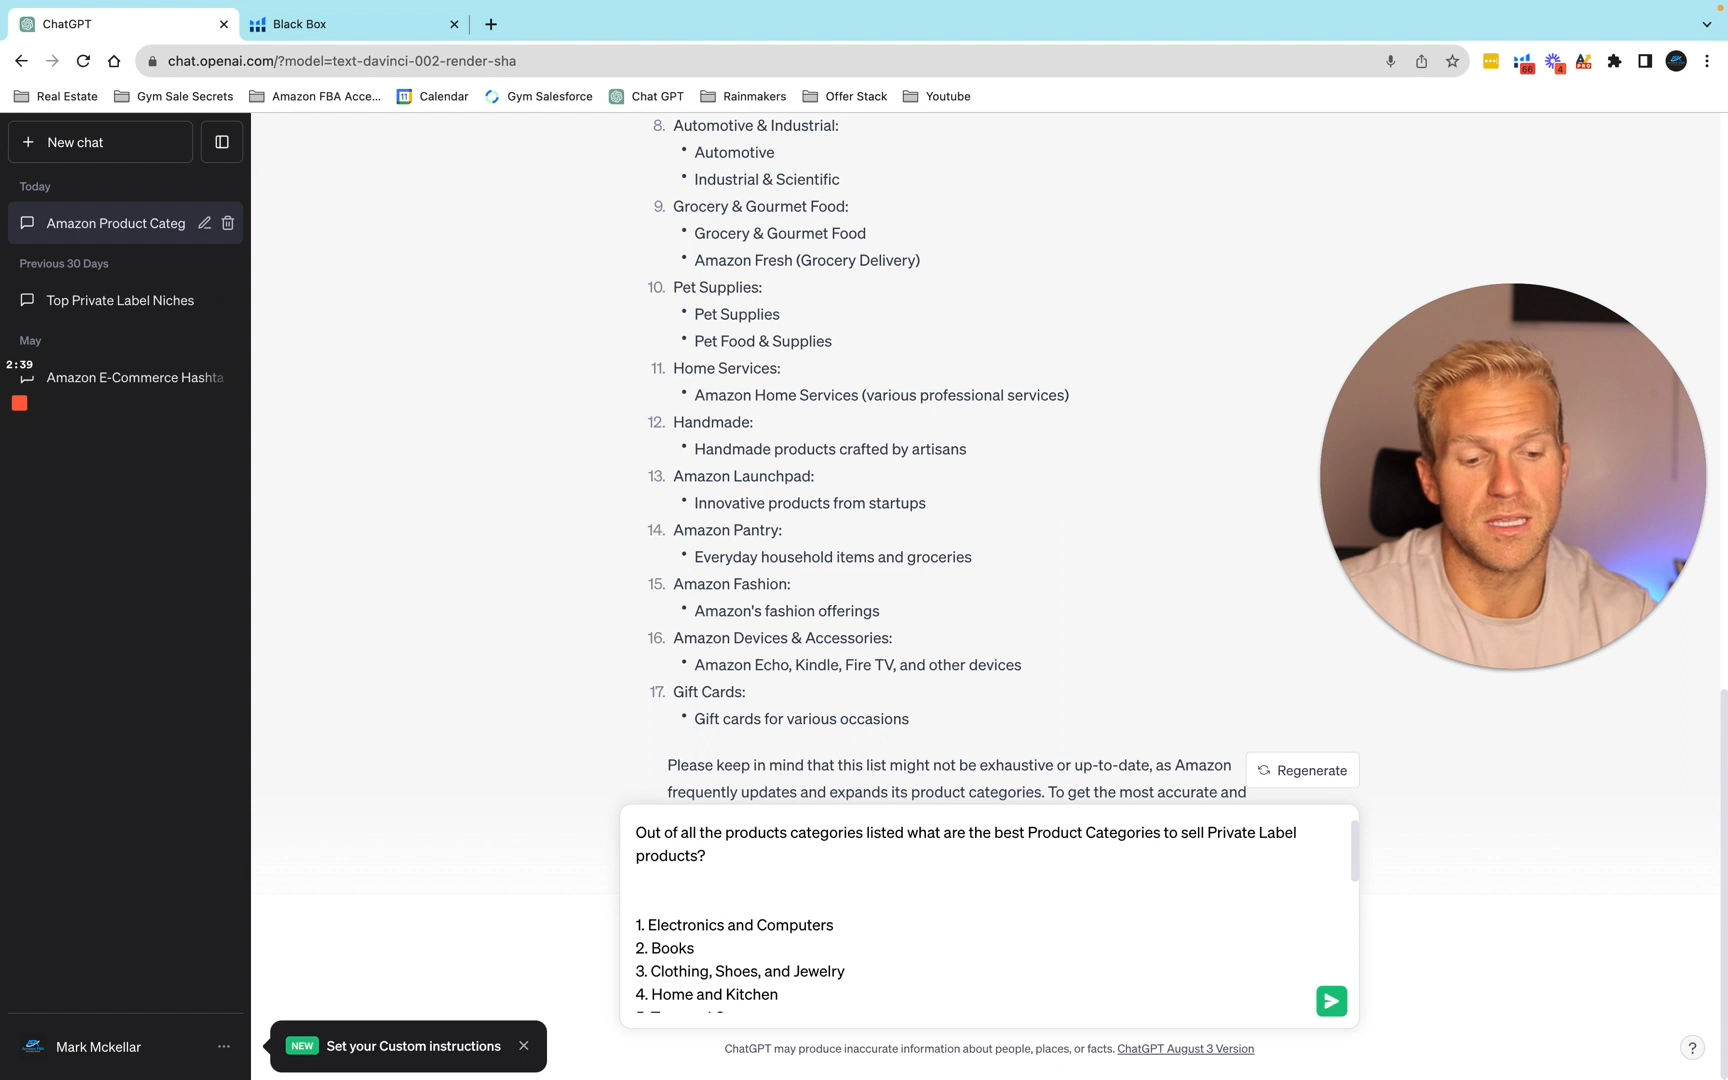 ChatGPT
Black Box
chat.openai.com/?model=text-davinci-002-render-sha
66
4
PRO
Real Estate
Gym Sale Secrets
Amazon FBA Acce...
11
Calendar
Gym Salesforce
Chat GPT
Rainmakers
Offer Stack
Youtube
New chat
Today
Amazon Product Categ
Previous 30 Days
Top Private Label Niches
May
2:39
Amazon E-Commerce Hashta
8. Automotive & Industrial:
• Automotive
• Industrial & Scientific
9. Grocery & Gourmet Food:
• Grocery & Gourmet Food
• Amazon Fresh (Grocery Delivery)
10. Pet Supplies:
• Pet Supplies
• Pet Food & Supplies
11. Home Services:
• Amazon Home Services (various professional services)
12. Handmade:
• Handmade products crafted by artisans
13. Amazon Launchpad:
• Innovative products from startups
14. Amazon Pantry:
• Everyday household items and groceries
15. Amazon Fashion:
• Amazon's fashion offerings
16. Amazon Devices & Accessories:
• Amazon Echo, Kindle, Fire TV, and other devices
17. Gift Cards:
• Gift cards for various occasions
Please keep in mind that this list might not be exhaustive or up-to-date, as Amazon
frequently updates and expands its product categories. To get the most accurate and
Regenerate
Out of all the products categories listed what are the best Product Categories to sell Private Label
products?
1. Electronics and Computers
2. Books
3. Clothing, Shoes, and Jewelry
4. Home and Kitchen
Mark Mckellar
NEW Set your Custom instructions
ChatGPT may produce inaccurate information about people, places, or facts. ChatGPT August 3 Version
?